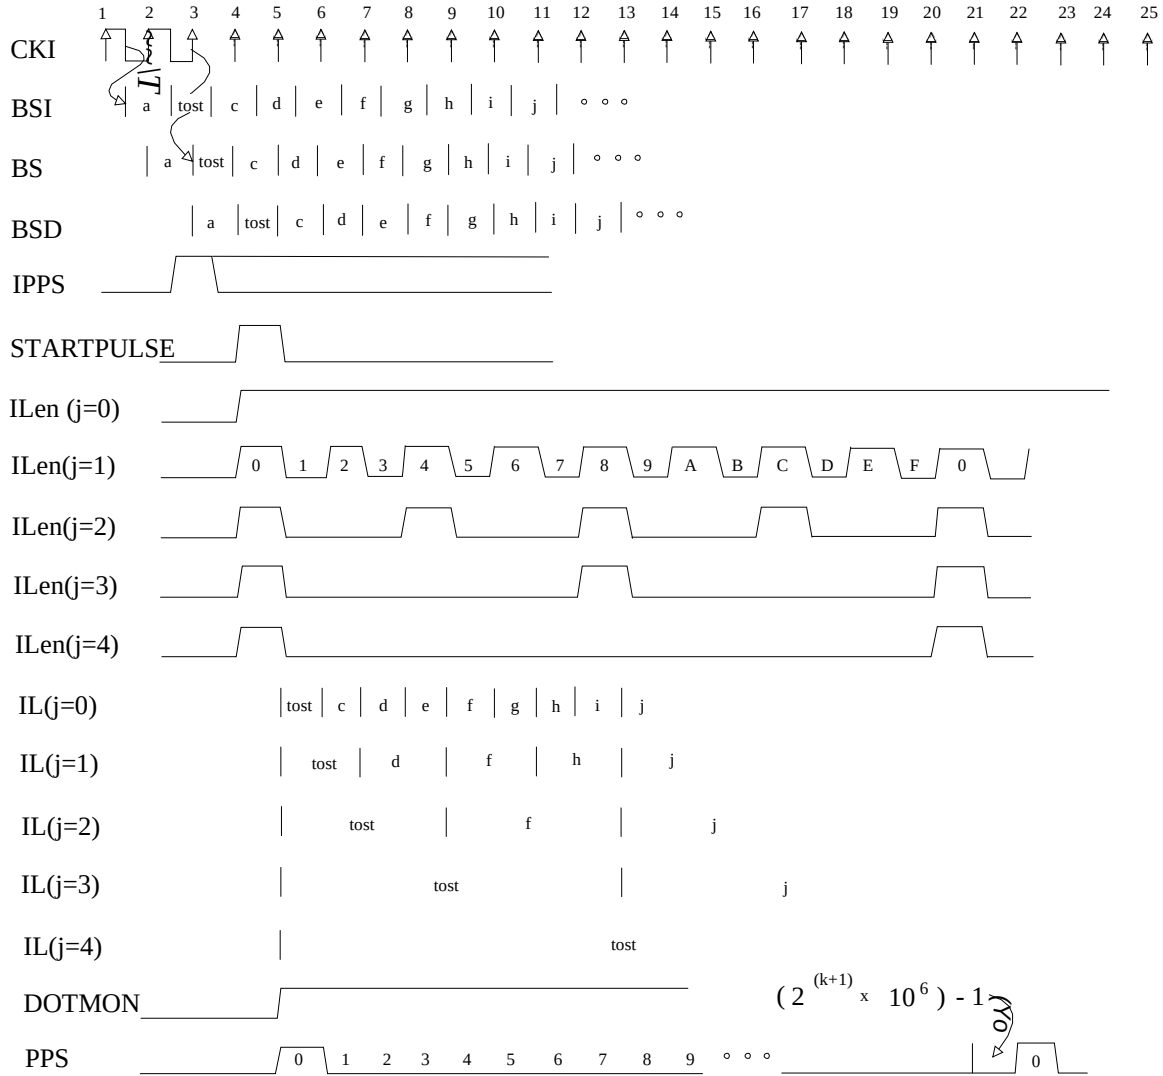 1 2 3 4 5 6 7 8 9 10 11 12 13 14 15 16 17 18 19 20 21 22 23 24 25
CKI
BSI a tost c d e f g h i j ° ° °
BS a tost c d e f g h i j ° ° °
BSD a tost c d e f g h i j ° ° °
IPPS
STARTPULSE
ILen (j=0)
ILen(j=1) 0 1 2 3 4 5 6 7 8 9 A B C D E F 0
ILen(j=2)
ILen(j=3)
ILen(j=4)
IL(j=0) tost c d e f g h i j
IL(j=1) tost d f h j
IL(j=2) tost f j
IL(j=3) tost j
IL(j=4) tost
DOTMON (2 (k+1) x 10 6 ) - 1
PPS 0 1 2 3 4 5 6 7 8 9 ° ° ° 0